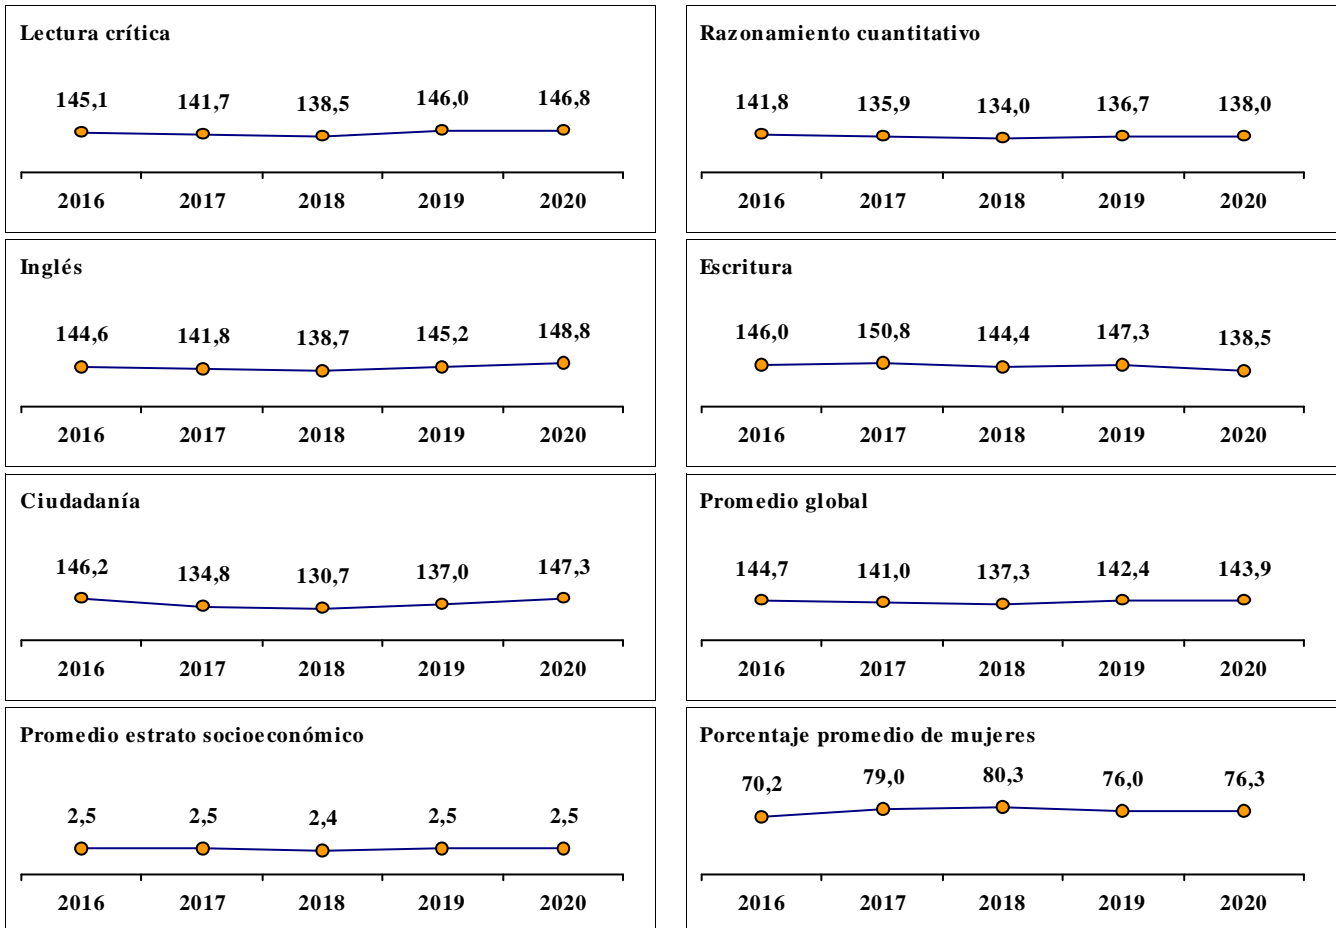 Lectura crítica
145,1 141,7 138,5 146,0 146,8
2016 2017 2018 2019 2020
Razonamiento cuantitativo
141,8 135,9 134,0 136,7 138,0
2016 2017 2018 2019 2020
Inglés
144,6 141,8 138,7 145,2 148,8
2016 2017 2018 2019 2020
Escritura
146,0 150,8 144,4 147,3 138,5
2016 2017 2018 2019 2020
Ciudadanía
146,2 134,8 130,7 137,0 147,3
2016 2017 2018 2019 2020
Promedio global
144,7 141,0 137,3 142,4 143,9
2016 2017 2018 2019 2020
Promedio estrato socioeconómico
2,5 2,5 2,4 2,5 2,5
2016 2017 2018 2019 2020
Porcentaje promedio de mujeres
70,2 79,0 80,3 76,0 76,3
2016 2017 2018 2019 2020